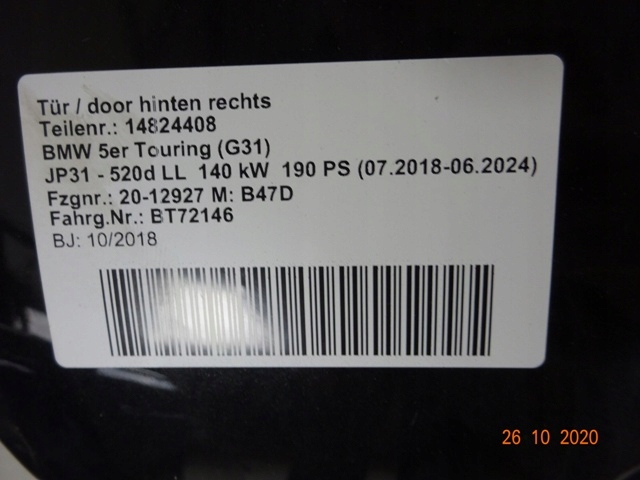 Tür / door hinten rechts
Teilenr.: 14824408
BMW 5er Touring (G31)
JP31 - 520d LL 140 kW 190 PS (07.2018-06.2024)
Fzgnr.: 20-12927 M: B47D
Fahrg.Nr.: BT72146
BJ: 10/2018
26 10 2020